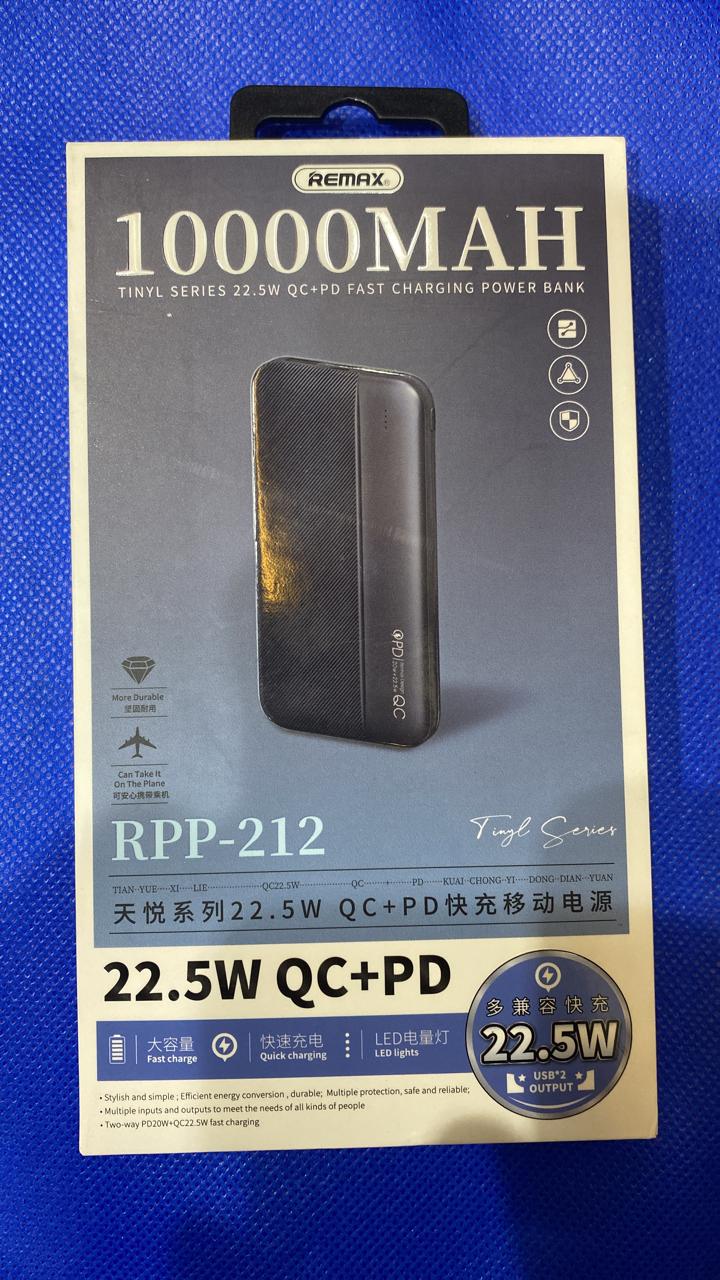 REMAX®
10000MAH
TINYL SERIES 22.5W QC+PD FAST CHARGING POWER BANK
PD
QC
More Durable
坚固耐用
Can Take It
On The Plane
可安心携带乘机
RPP-212
Tinyl Series
TIAN··YUE·····XI·····LIE························QC22.5W·················QC········+········PD·······KUAI··CHONG··YI·····DONG··DIAN··YUAN
天悦系列22.5W QC+PD快充移动电源
22.5W QC+PD
大容量
Fast charge
快速充电
Quick charging
LED电量灯
LED lights
多兼容快充
22.5W
USB*2
OUTPUT
• Stylish and simple ; Efficient energy conversion , durable; Multiple protection, safe and reliable;
• Multiple inputs and outputs to meet the needs of all kinds of people
• Two-way PD20W+QC22.5W fast charging